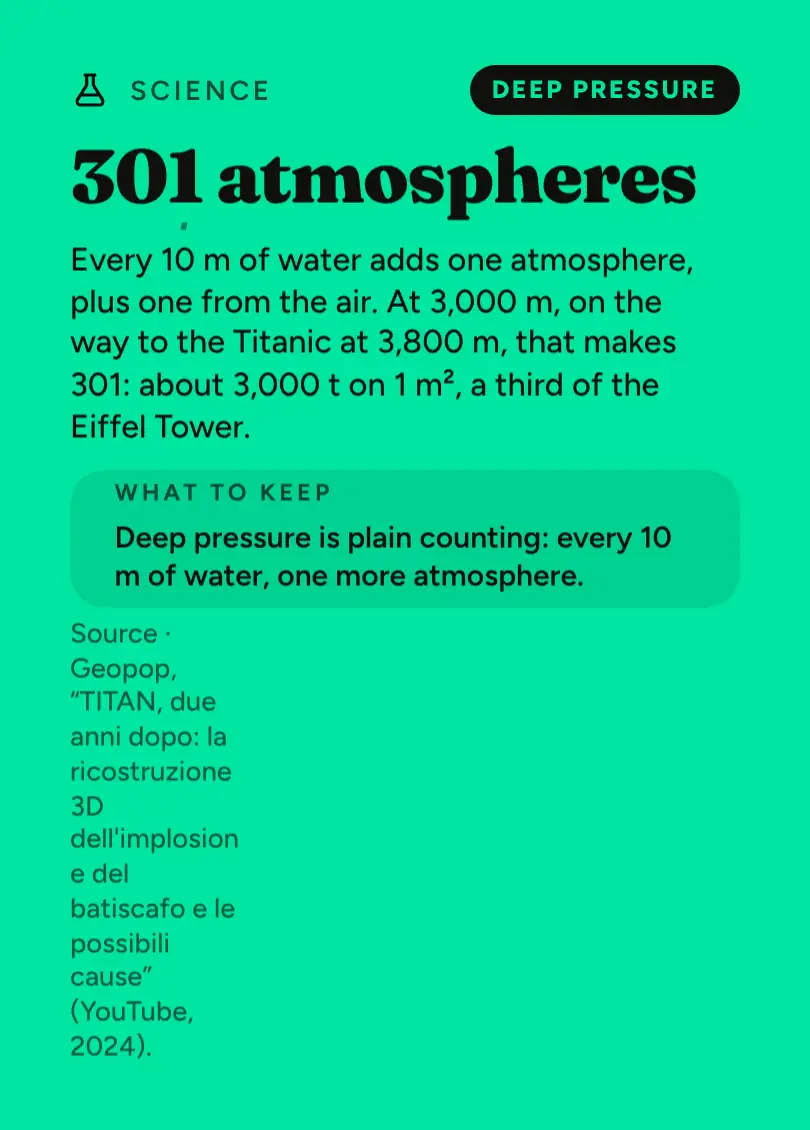 SCIENCE
DEEP PRESSURE
301 atmospheres
Every 10 m of water adds one atmosphere,
plus one from the air. At 3,000 m, on the
way to the Titanic at 3,800 m, that makes
301: about 3,000 t on 1 m², a third of the
Eiffel Tower.
WHAT TO KEEP
Deep pressure is plain counting: every 10
m of water, one more atmosphere.
Source ·
Geopop,
“TITAN, due
anni dopo: la
ricostruzione
3D
dell'implosion
e del
batiscafo e le
possibili
cause”
(YouTube,
2024).